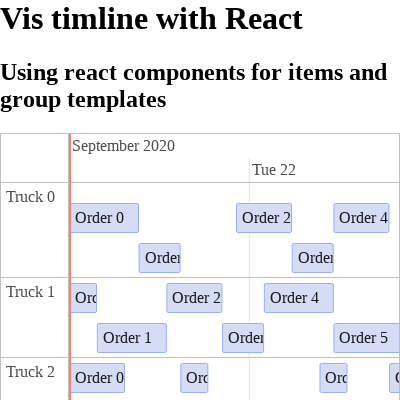 Vis timline with React
Using react components for items and
group templates
September 2020
Tue 22
Truck 0
Order 0
Order 2
Order 4
Order
Order
Truck 1
Orc
Order 2
Order 4
Order 1
Order
Order 5
Truck 2
Order 0
Orc
Orc